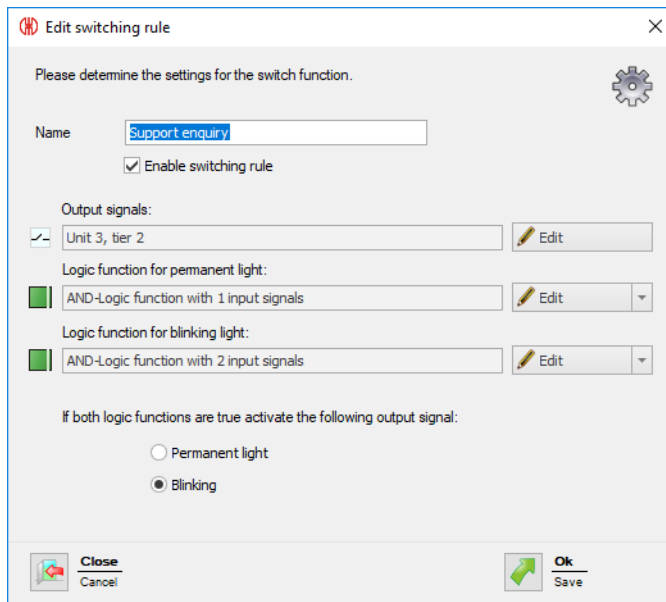 Edit switching rule
Please determine the settings for the switch function.
Name Support enquiry
Enable switching rule
Output signals:
Unit 3, tier 2 Edit
Logic function for permanent light:
AND-Logic function with 1 input signals Edit
Logic function for blinking light:
AND-Logic function with 2 input signals Edit
If both logic functions are true activate the following output signal:
Permanent light
Blinking
Close Ok
Cancel Save